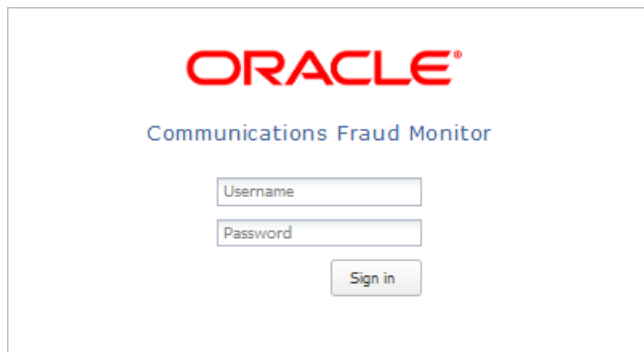 ORACLE®
Communications Fraud Monitor
Username
Password
Sign in